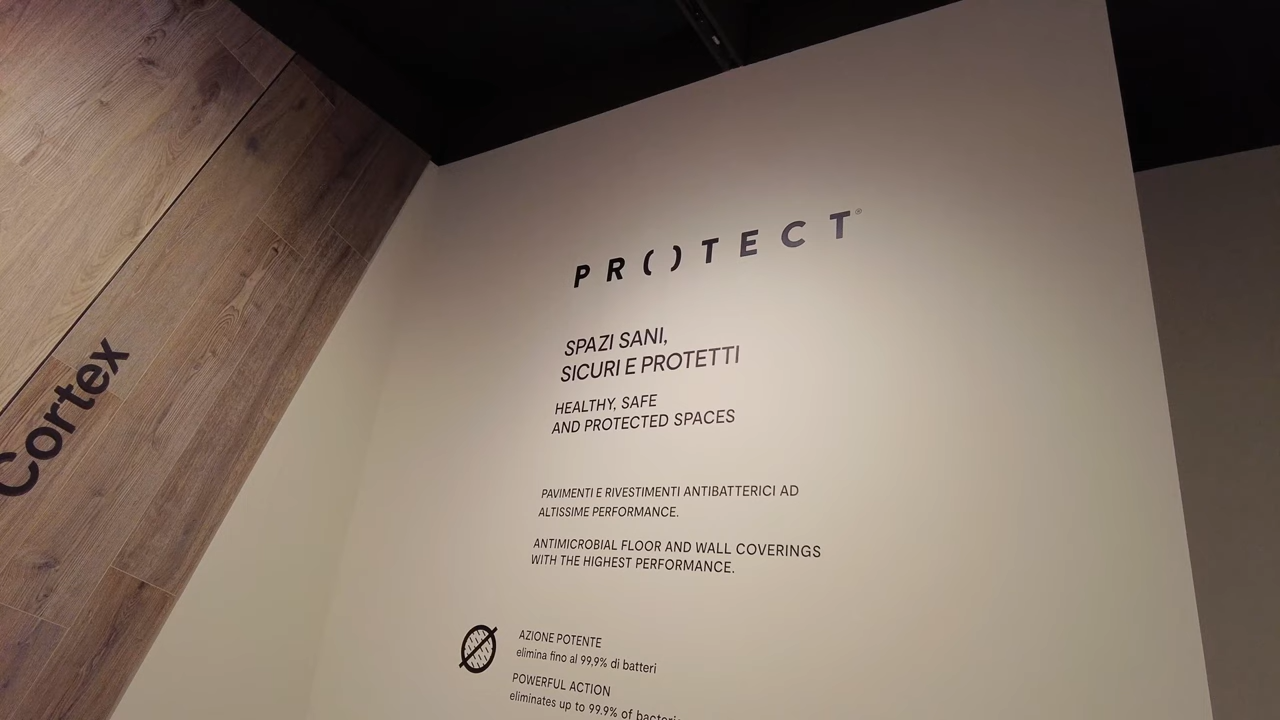 Cortex
PR()TECT®
SPAZI SANI,
SICURI E PROTETTI
HEALTHY, SAFE
AND PROTECTED SPACES
PAVIMENTI E RIVESTIMENTI ANTIBATTERICI AD
ALTISSIME PERFORMANCE.
ANTIMICROBIAL FLOOR AND WALL COVERINGS
WITH THE HIGHEST PERFORMANCE.
AZIONE POTENTE
elimina fino al 99,9% di batteri
POWERFUL ACTION
eliminates up to 99.9% of